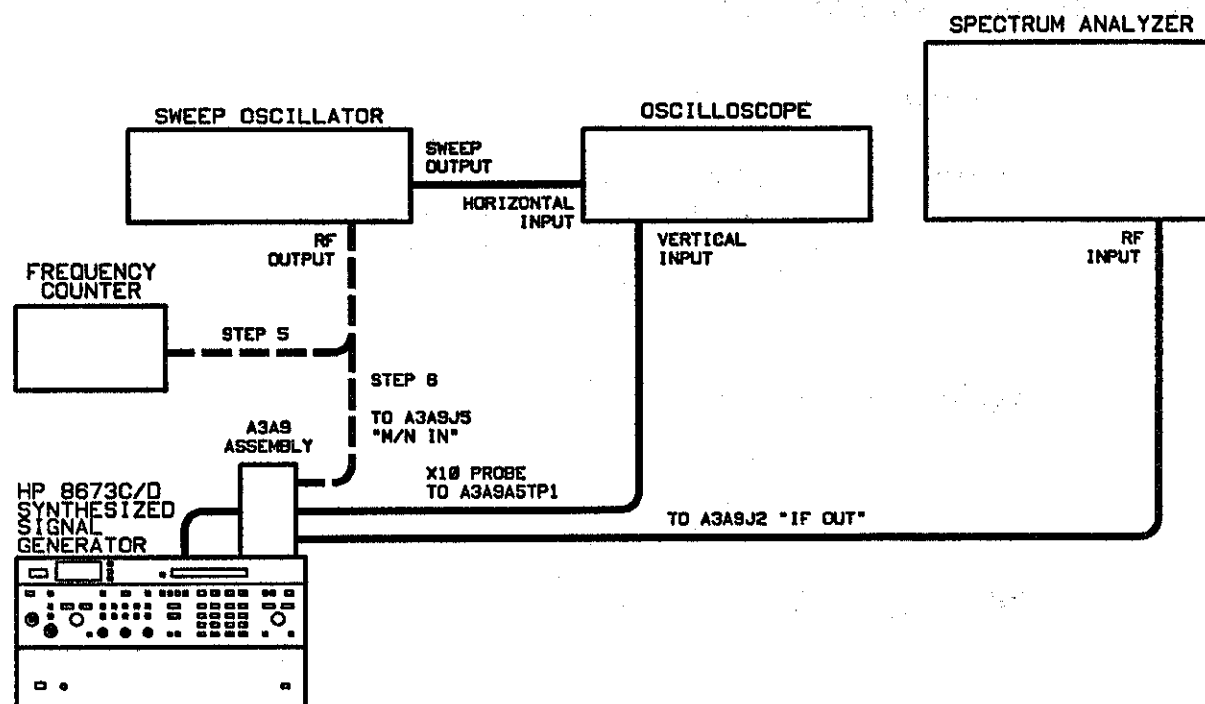 SPECTRUM ANALYZER
SWEEP OSCILLATOR
OSCILLOSCOPE
SWEEP
OUTPUT
HORIZONTAL
INPUT
RF
OUTPUT
VERTICAL
INPUT
RF
INPUT
FREQUENCY
COUNTER
STEP 5
STEP 6
TO A3A9J5
"M/N IN"
A3A9
ASSEMBLY
X10 PROBE
TO A3A9A5TP1
TO A3A9J2 "IF OUT"
HP 8673C/D
SYNTHESIZED
SIGNAL
GENERATOR